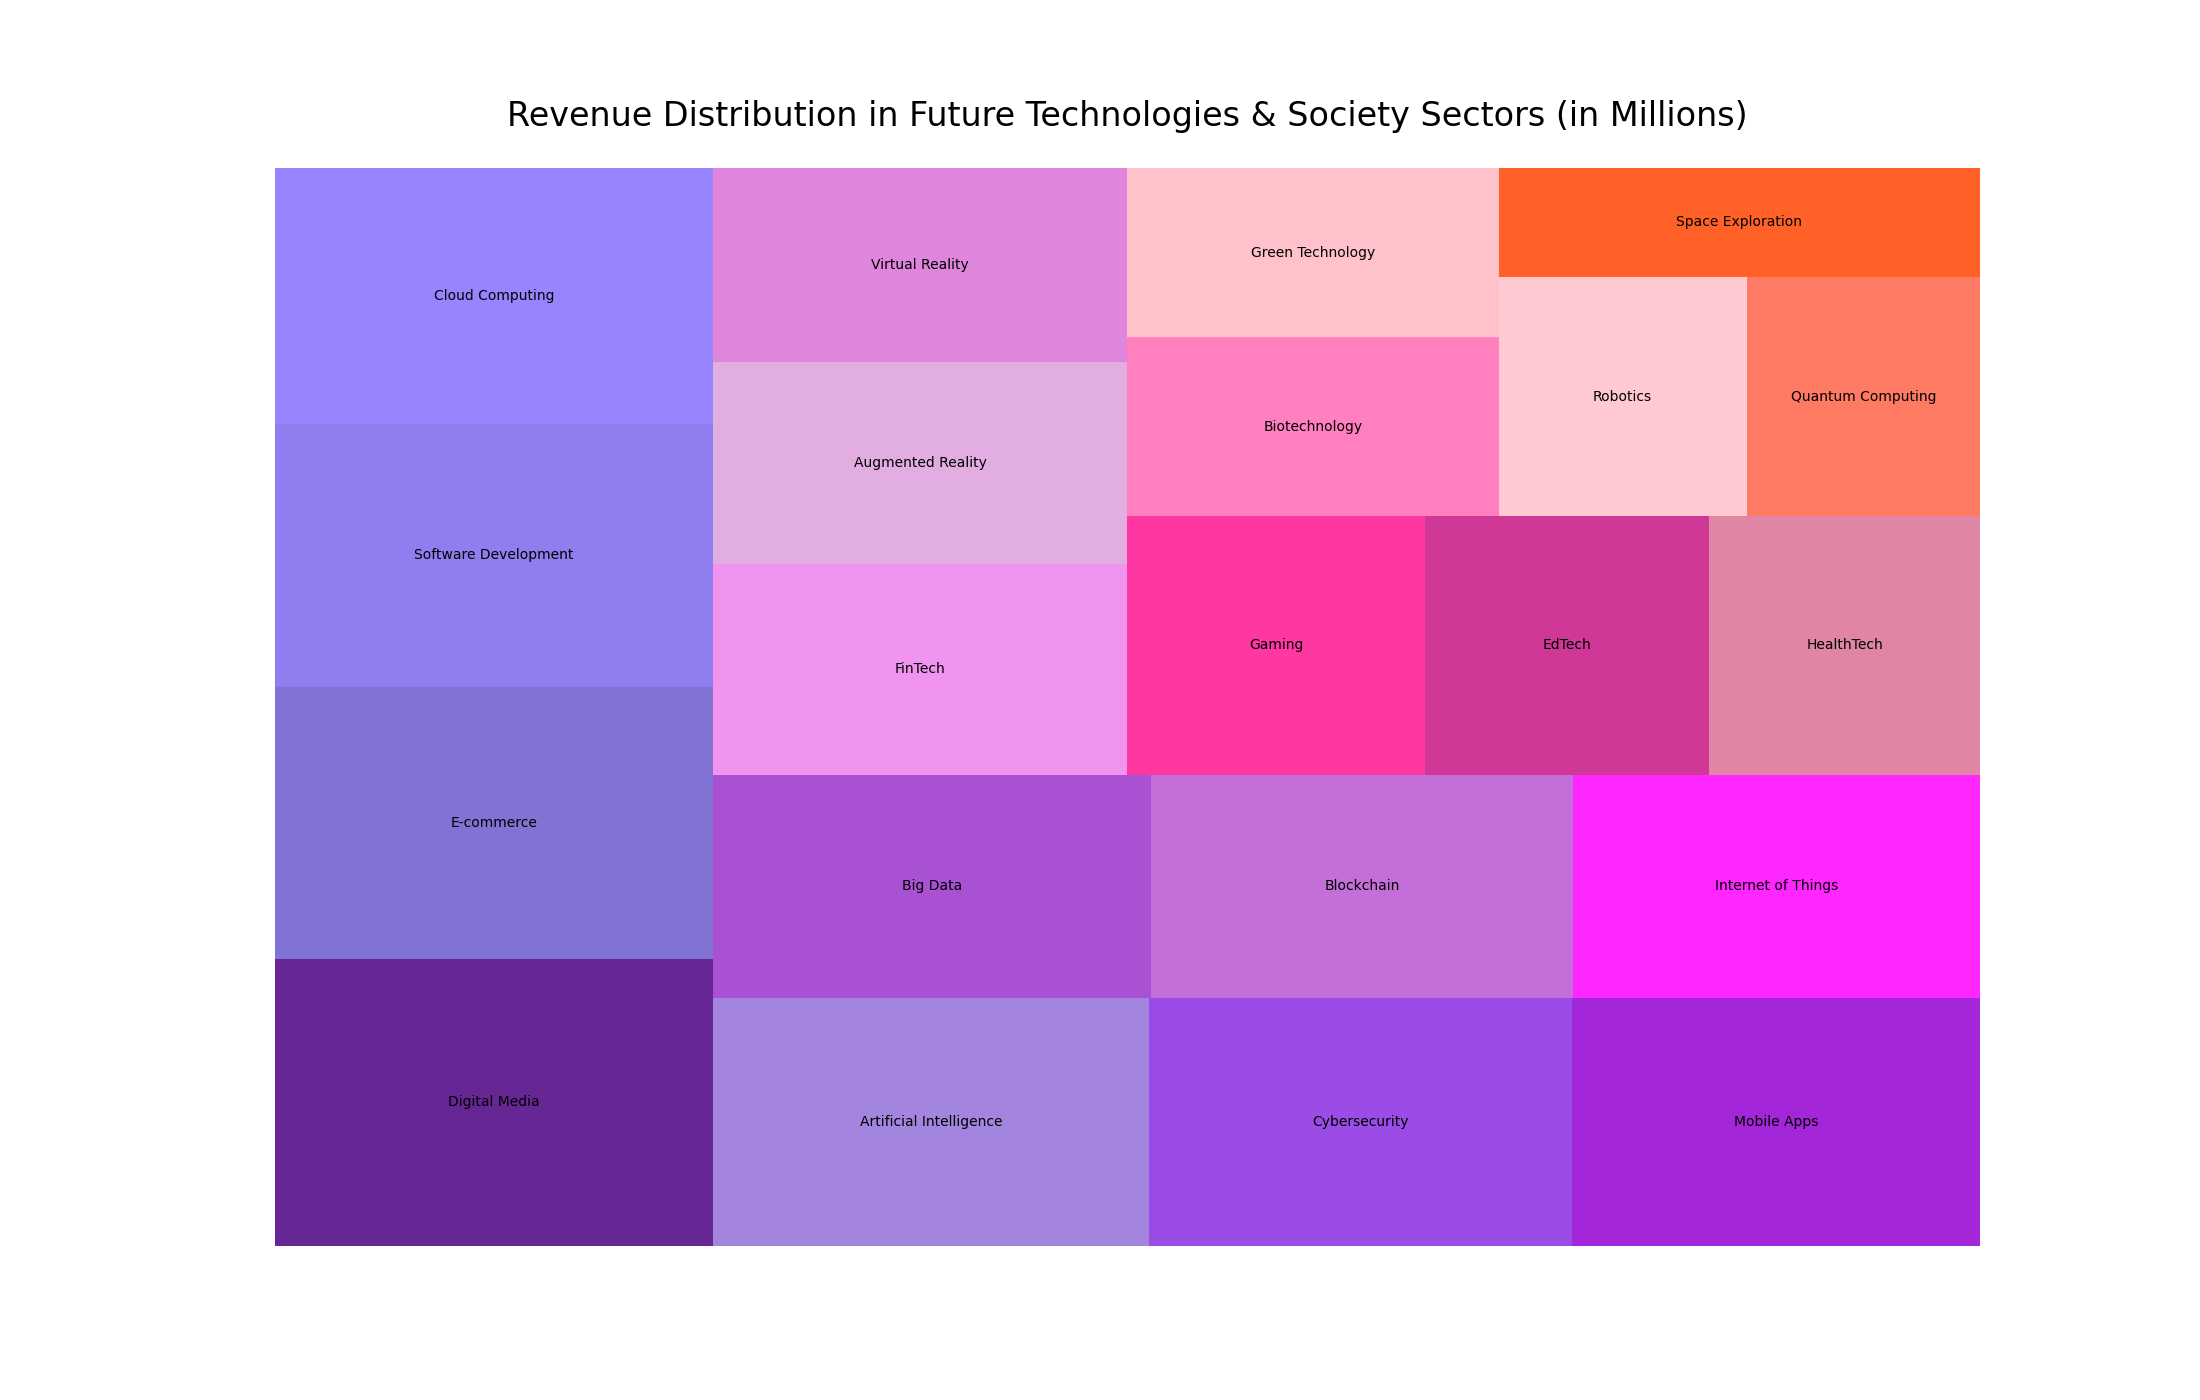 Revenue Distribution in Future Technologies & Society Sectors (in Millions)
Cloud Computing
Software Development
E-commerce
Digital Media
Virtual Reality
Augmented Reality
FinTech
Green Technology
Biotechnology
Space Exploration
Robotics
Quantum Computing
Gaming
EdTech
HealthTech
Big Data
Blockchain
Internet of Things
Artificial Intelligence
Cybersecurity
Mobile Apps